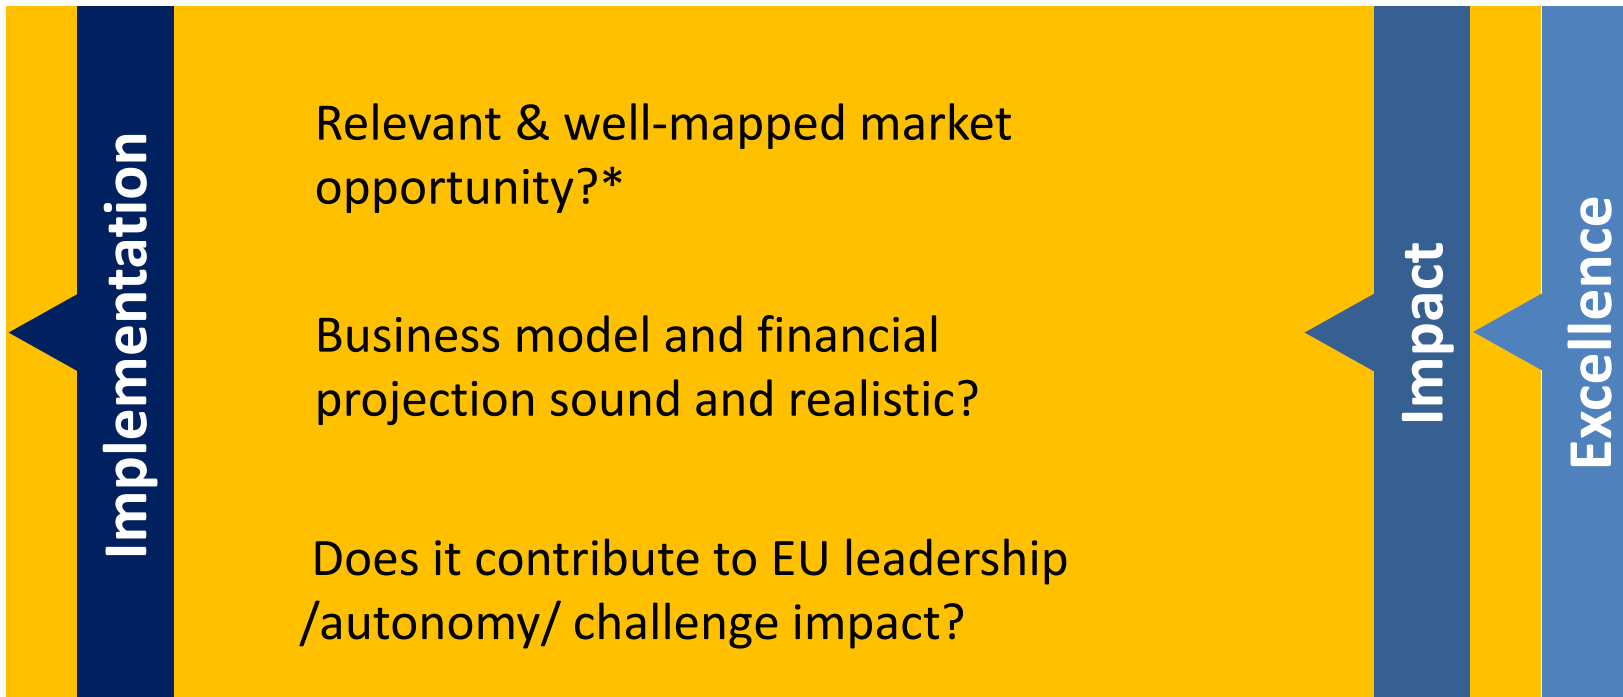 Implementation
Relevant & well-mapped market
opportunity?*
Business model and financial
projection sound and realistic?
Does it contribute to EU leadership
/autonomy/ challenge impact?
Impact
Excellence